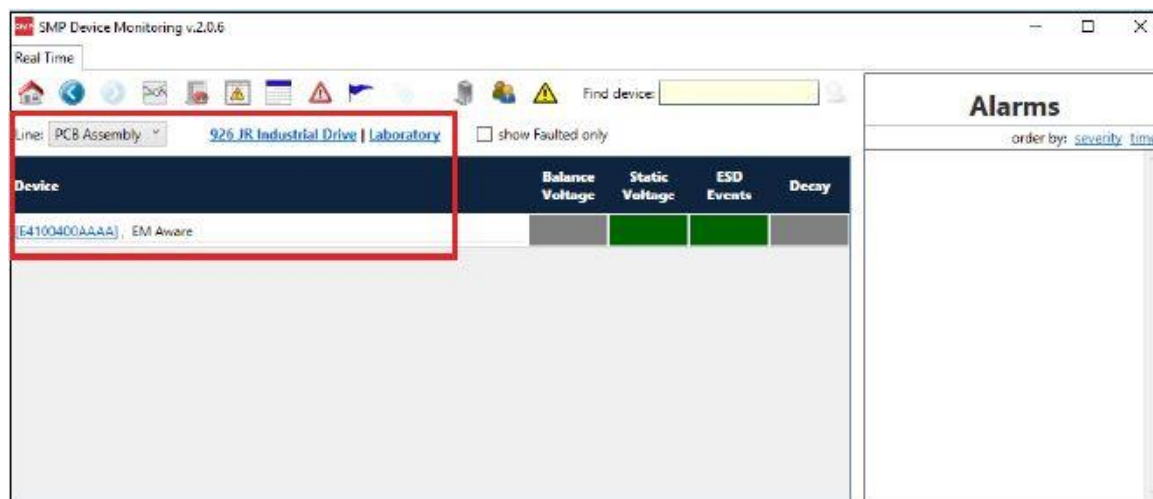 SMP Device Monitoring v.2.0.6
Real Time
Find device:
Line: PCB Assembly 926 JR Industrial Drive | Laboratory show Faulted only
Device Balance Voltage Static Voltage ESD Events Decay
[E4100400AAAA] , EM Aware
Alarms
order by: severity time